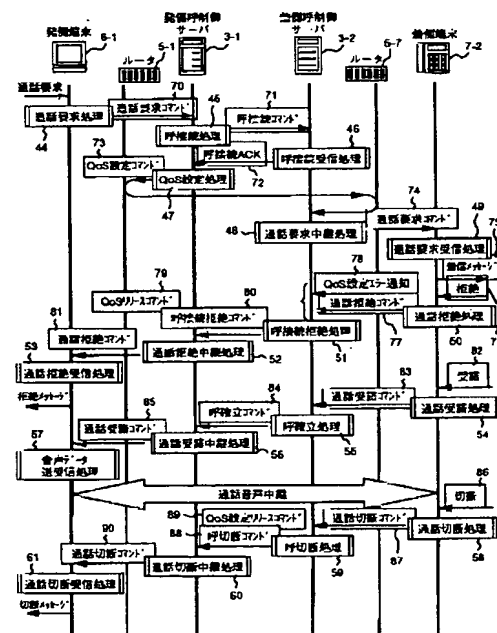 発側端末
6-1
ルータ
5-1
発側呼制御
サーバ
3-1
着側呼制御
サーバ
3-2
ルータ
5-7
着側端末
7-2
通話要求
70
通話要求コマンド
45
71
呼接続コマンド
通話要求処理
44
呼接続処理
46
73
呼接続ACK
呼接続受信処理
QoS設定コマンド
QoS設定処理
72
74
47
通話要求コマンド
49
48
通話要求中継処理
通話要求受信処理
78
着信メッセージ
79
QoS設定エラー通知
拒絶
QoSリリースコマンド
80
通話拒絶コマンド
81
呼接続拒絶コマンド
通話拒絶処理
通話拒絶コマンド
呼接続拒絶処御
77
50
53
通話拒絶中継処理
52
51
82
通話拒絶受信処理
受話
拒絶メッセージ
84
83
85
呼確立コマンド
通話受話コマンド
57
通話受話コマンド
呼確立処理
通話受話処理
通話受話中継処理
56
55
54
音声データ
送受信処理
86
通話音声中継
切断
89
QoS設定リリースコマンド
90
88
呼切断コマンド
通話切断コマンド
61
通話切断コマンド
呼切断処理
通話切断処理
87
58
通話切断受信処理
通話切断中継処理
59
60
切断メッセージ